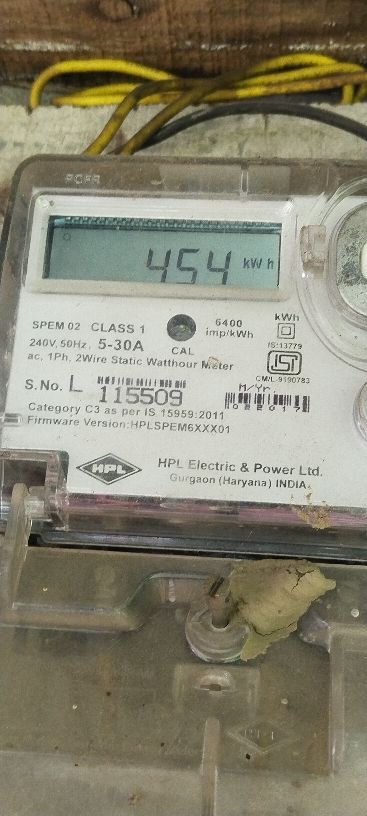 454 kWh
SPEM 02 CLASS 1
240V, 50Hz, 5-30A
ac, 1Ph, 2Wire Static Watthour Meter
CAL
6400
imp/kWh
kWh
IS:13779
CM/L-9190783
S.No. L 115509
M/Yr.
022017
Category C3 as per IS 15959:2011
Firmware Version:HPLSPEM6XXX01
HPL
HPL Electric & Power Ltd.
Gurgaon (Haryana) INDIA